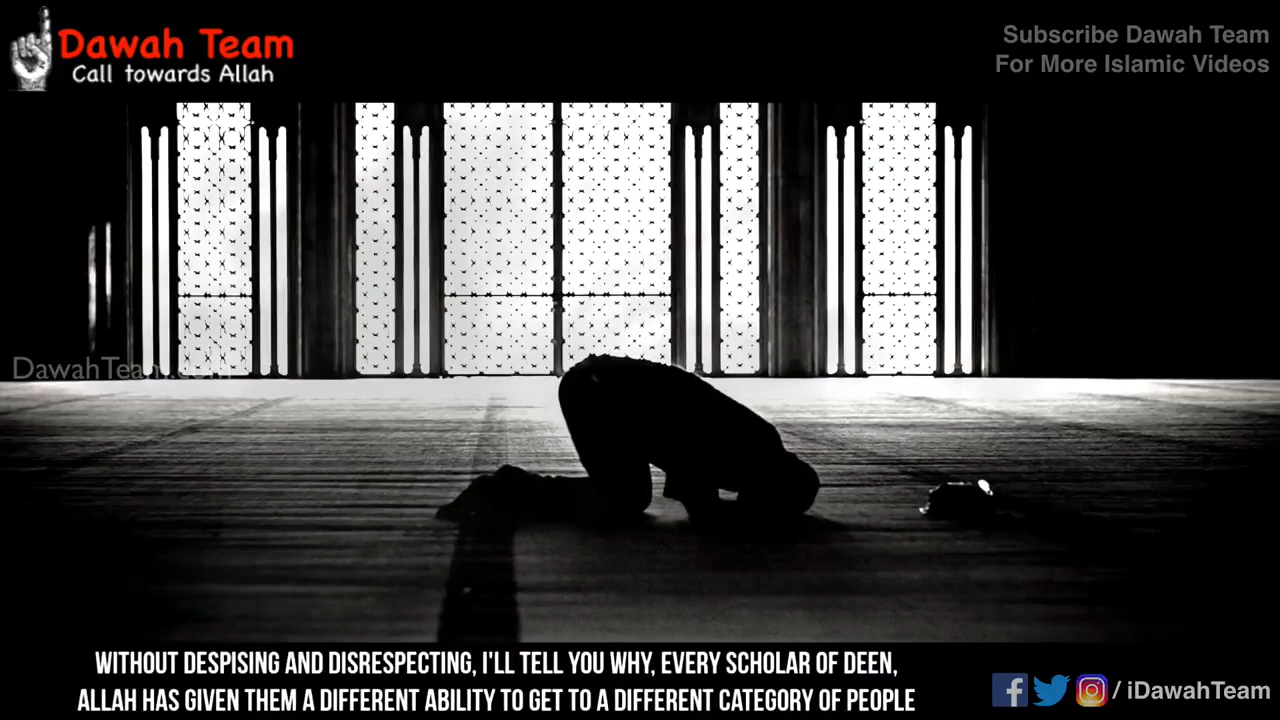 Dawah Team
Call towards Allah
Subscribe Dawah Team
For More Islamic Videos
DawahTeam.com
WITHOUT DESPISING AND DISRESPECTING, I'LL TELL YOU WHY, EVERY SCHOLAR OF DEEN,
ALLAH HAS GIVEN THEM A DIFFERENT ABILITY TO GET TO A DIFFERENT CATEGORY OF PEOPLE
/ iDawahTeam